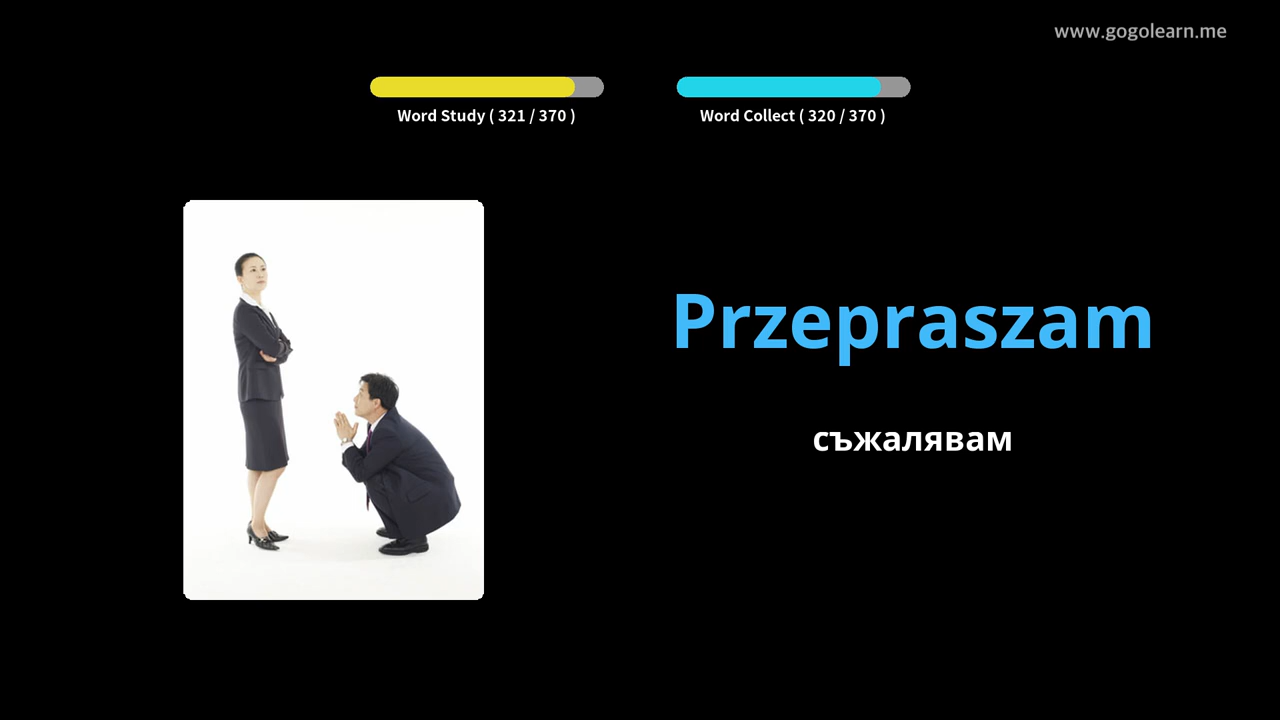 www.gogolearn.me
Word Study ( 321 / 370 )
Word Collect ( 320 / 370 )
Przepraszam
съжалявам